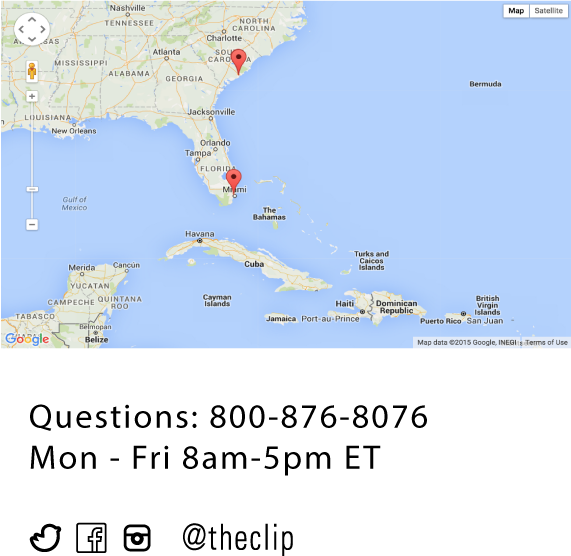 Nashville
TENNESSEE
NORTH
CAROLINA
Charlotte
Map
Satellite
ARKANSAS
Atlanta
SOUTH
CAROLINA
MISSISSIPPI
ALABAMA
GEORGIA
Bermuda
LOUISIANA
Jacksonville
New Orleans
Orlando
Tampa
FLORIDA
Miami
Gulf of
Mexico
The
Bahamas
Havana
Cuba
Turks and
Caicos
Islands
Mérida
Cancún
YUCATAN
CAMPECHE
QUINTANA
ROO
Cayman
Islands
Haiti
Dominican
Republic
British
Virgin
Islands
TABASCO
Jamaica
Port-au-Prince
Puerto Rico
San Juan
Belmopan
Belize
Google
Map data ©2015 Google, INEGI
Terms of Use
Questions: 800-876-8076
Mon - Fri 8am-5pm ET
@theclip